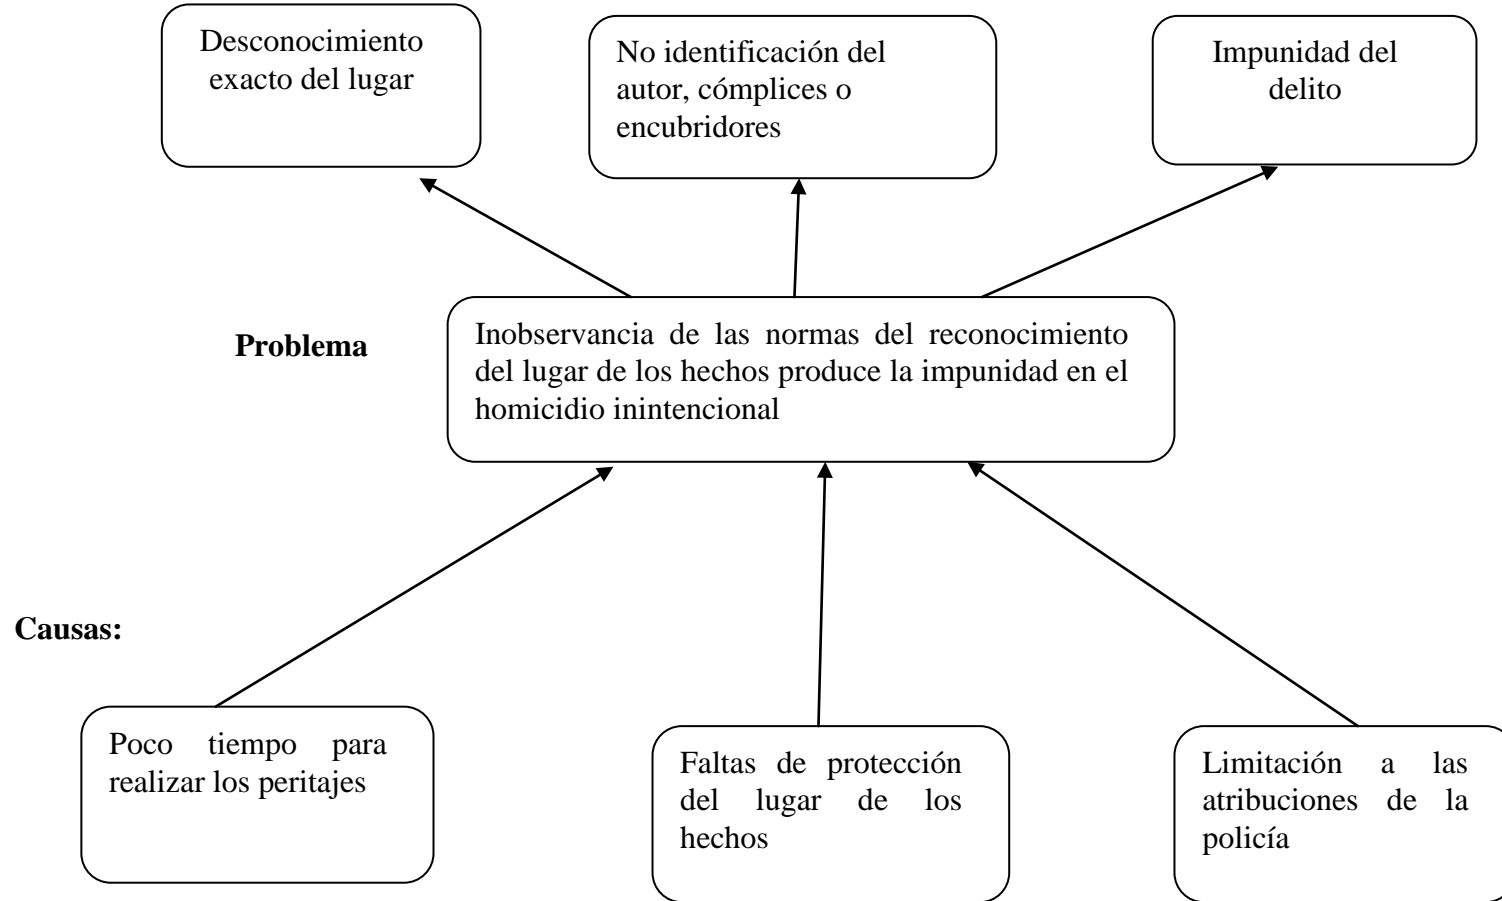 Desconocimiento
exacto del lugar
No identificación del
autor, cómplices o
encubridores
Impunidad del
delito
Problema
Inobservancia de las normas del reconocimiento
del lugar de los hechos produce la impunidad en el
homicidio inintencional
Causas:
Poco tiempo para
realizar los peritajes
Faltas de protección
del lugar de los
hechos
Limitación a las
atribuciones de la
policía